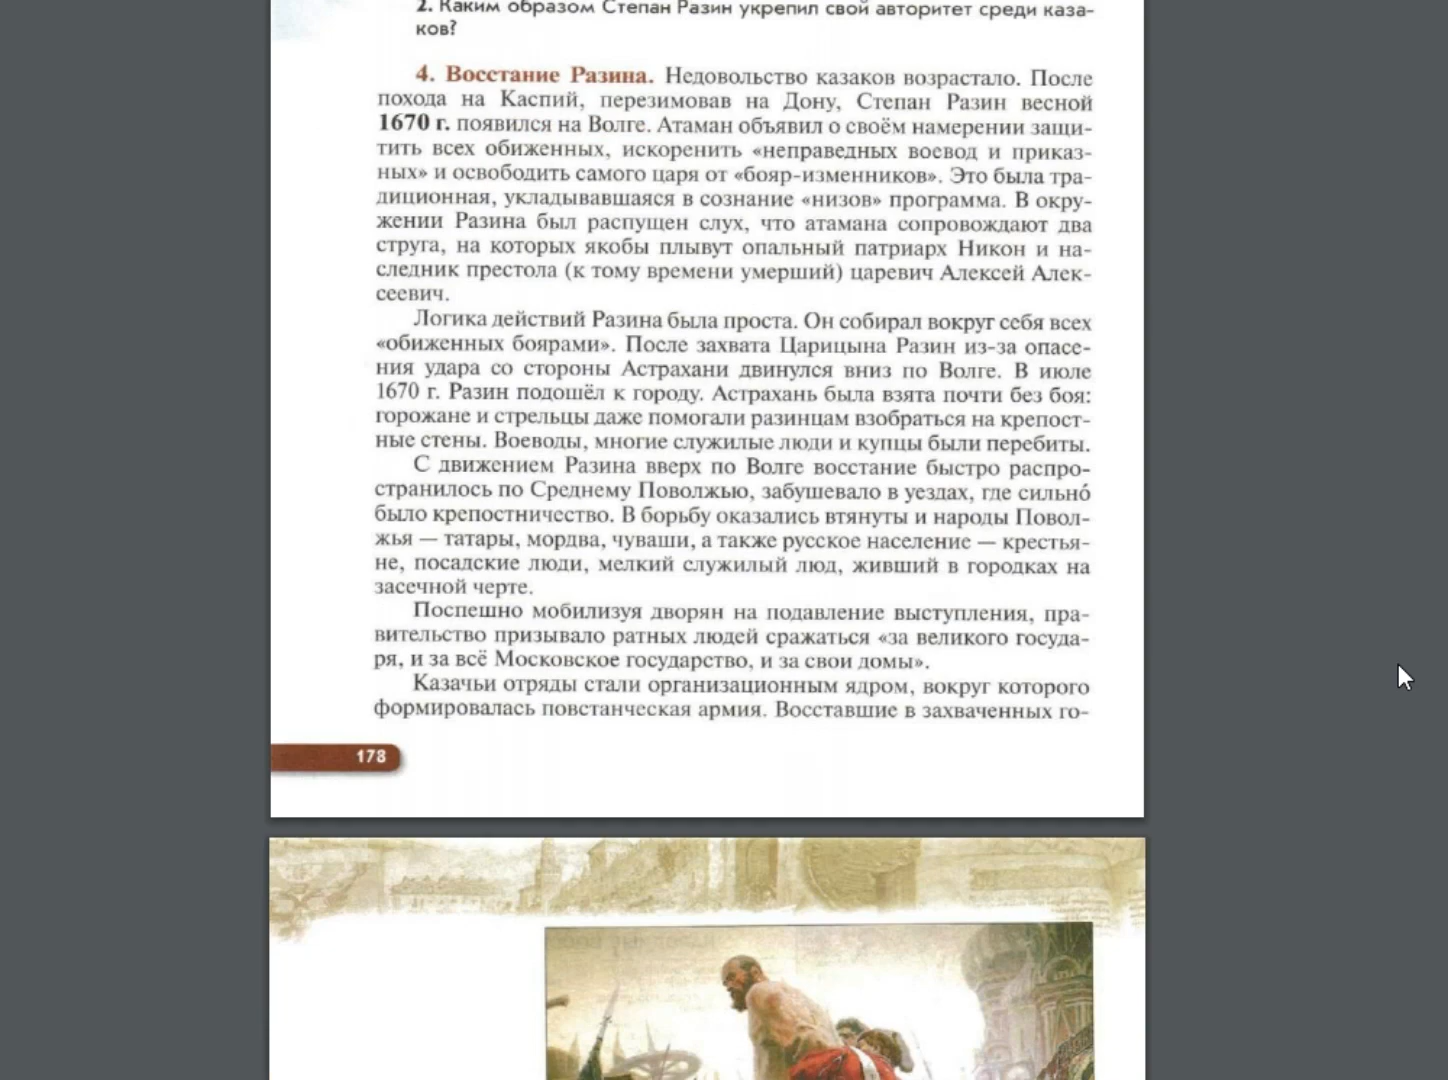 2. Каким образом Степан Разин укрепил свой авторитет среди каза-
ков?
4. Восстание Разина. Недовольство казаков возрастало. После
похода на Каспий, перезимовав на Дону, Степан Разин весной
1670 г. появился на Волге. Атаман объявил о своём намерении защи-
тить всех обиженных, искоренить «неправедных воевод и приказ-
ных» и освободить самого царя от «бояр-изменников». Это была тра-
диционная, укладывавшаяся в сознание «низов» программа. В окру-
жении Разина был распущен слух, что атамана сопровождают два
струга, на которых якобы плывут опальный патриарх Никон и на-
следник престола (к тому времени умерший) царевич Алексей Алек-
сеевич.
Логика действий Разина была проста. Он собирал вокруг себя всех
«обиженных боярами». После захвата Царицына Разин из-за опасе-
ния удара со стороны Астрахани двинулся вниз по Волге. В июле
1670 г. Разин подошёл к городу. Астрахань была взята почти без боя:
горожане и стрельцы даже помогали разинцам взобраться на крепост-
ные стены. Воеводы, многие служилые люди и купцы были перебиты.
С движением Разина вверх по Волге восстание быстро распро-
странилось по Среднему Поволжью, забушевало в уездах, где сильно́
было крепостничество. В борьбу оказались втянуты и народы Повол-
жья — татары, мордва, чуваши, а также русское население — крестья-
не, посадские люди, мелкий служилый люд, живший в городках на
засечной черте.
Поспешно мобилизуя дворян на подавление выступления, пра-
вительство призывало ратных людей сражаться «за великого госуда-
ря, и за всё Московское государство, и за свои домы».
Казачьи отряды стали организационным ядром, вокруг которого
формировалась повстанческая армия. Восставшие в захваченных го-
178